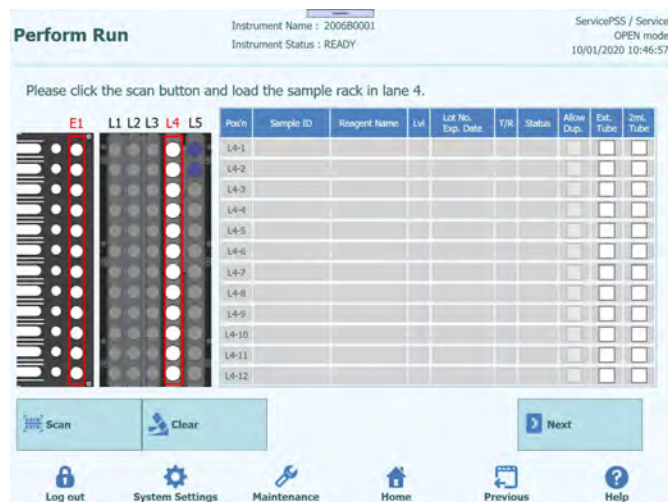 Perform Run
Instrument Name : 2006B0001
Instrument Status : READY
ServicePSS / Service
OPEN mode
10/01/2020 10:46:57
Please click the scan button and load the sample rack in lane 4.
E1 L1 L2 L3 L4 L5
Pos'n Sample ID Reagent Name Lvl Lot No. Exp. Date T/R Status Allow Dup. Ext. Tube 2mL Tube
L4-1
L4-2
L4-3
L4-4
L4-5
L4-6
L4-7
L4-8
L4-9
L4-10
L4-11
L4-12
Scan Clear Next
Log out System Settings Maintenance Home Previous Help